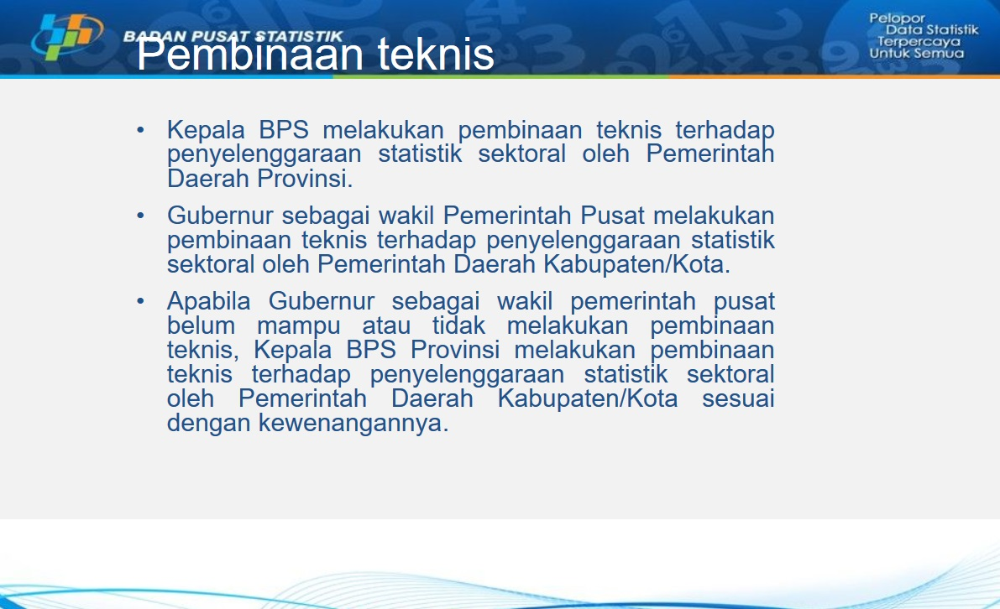 BADAN PUSAT STATISTIK
Pembinaan teknis
Pelopor
Data Statistik
Terpercaya
Untuk Semua
• Kepala BPS melakukan pembinaan teknis terhadap
penyelenggaraan statistik sektoral oleh Pemerintah
Daerah Provinsi.
• Gubernur sebagai wakil Pemerintah Pusat melakukan
pembinaan teknis terhadap penyelenggaraan statistik
sektoral oleh Pemerintah Daerah Kabupaten/Kota.
• Apabila Gubernur sebagai wakil pemerintah pusat
belum mampu atau tidak melakukan pembinaan
teknis, Kepala BPS Provinsi melakukan pembinaan
teknis terhadap penyelenggaraan statistik sektoral
oleh Pemerintah Daerah Kabupaten/Kota sesuai
dengan kewenangannya.